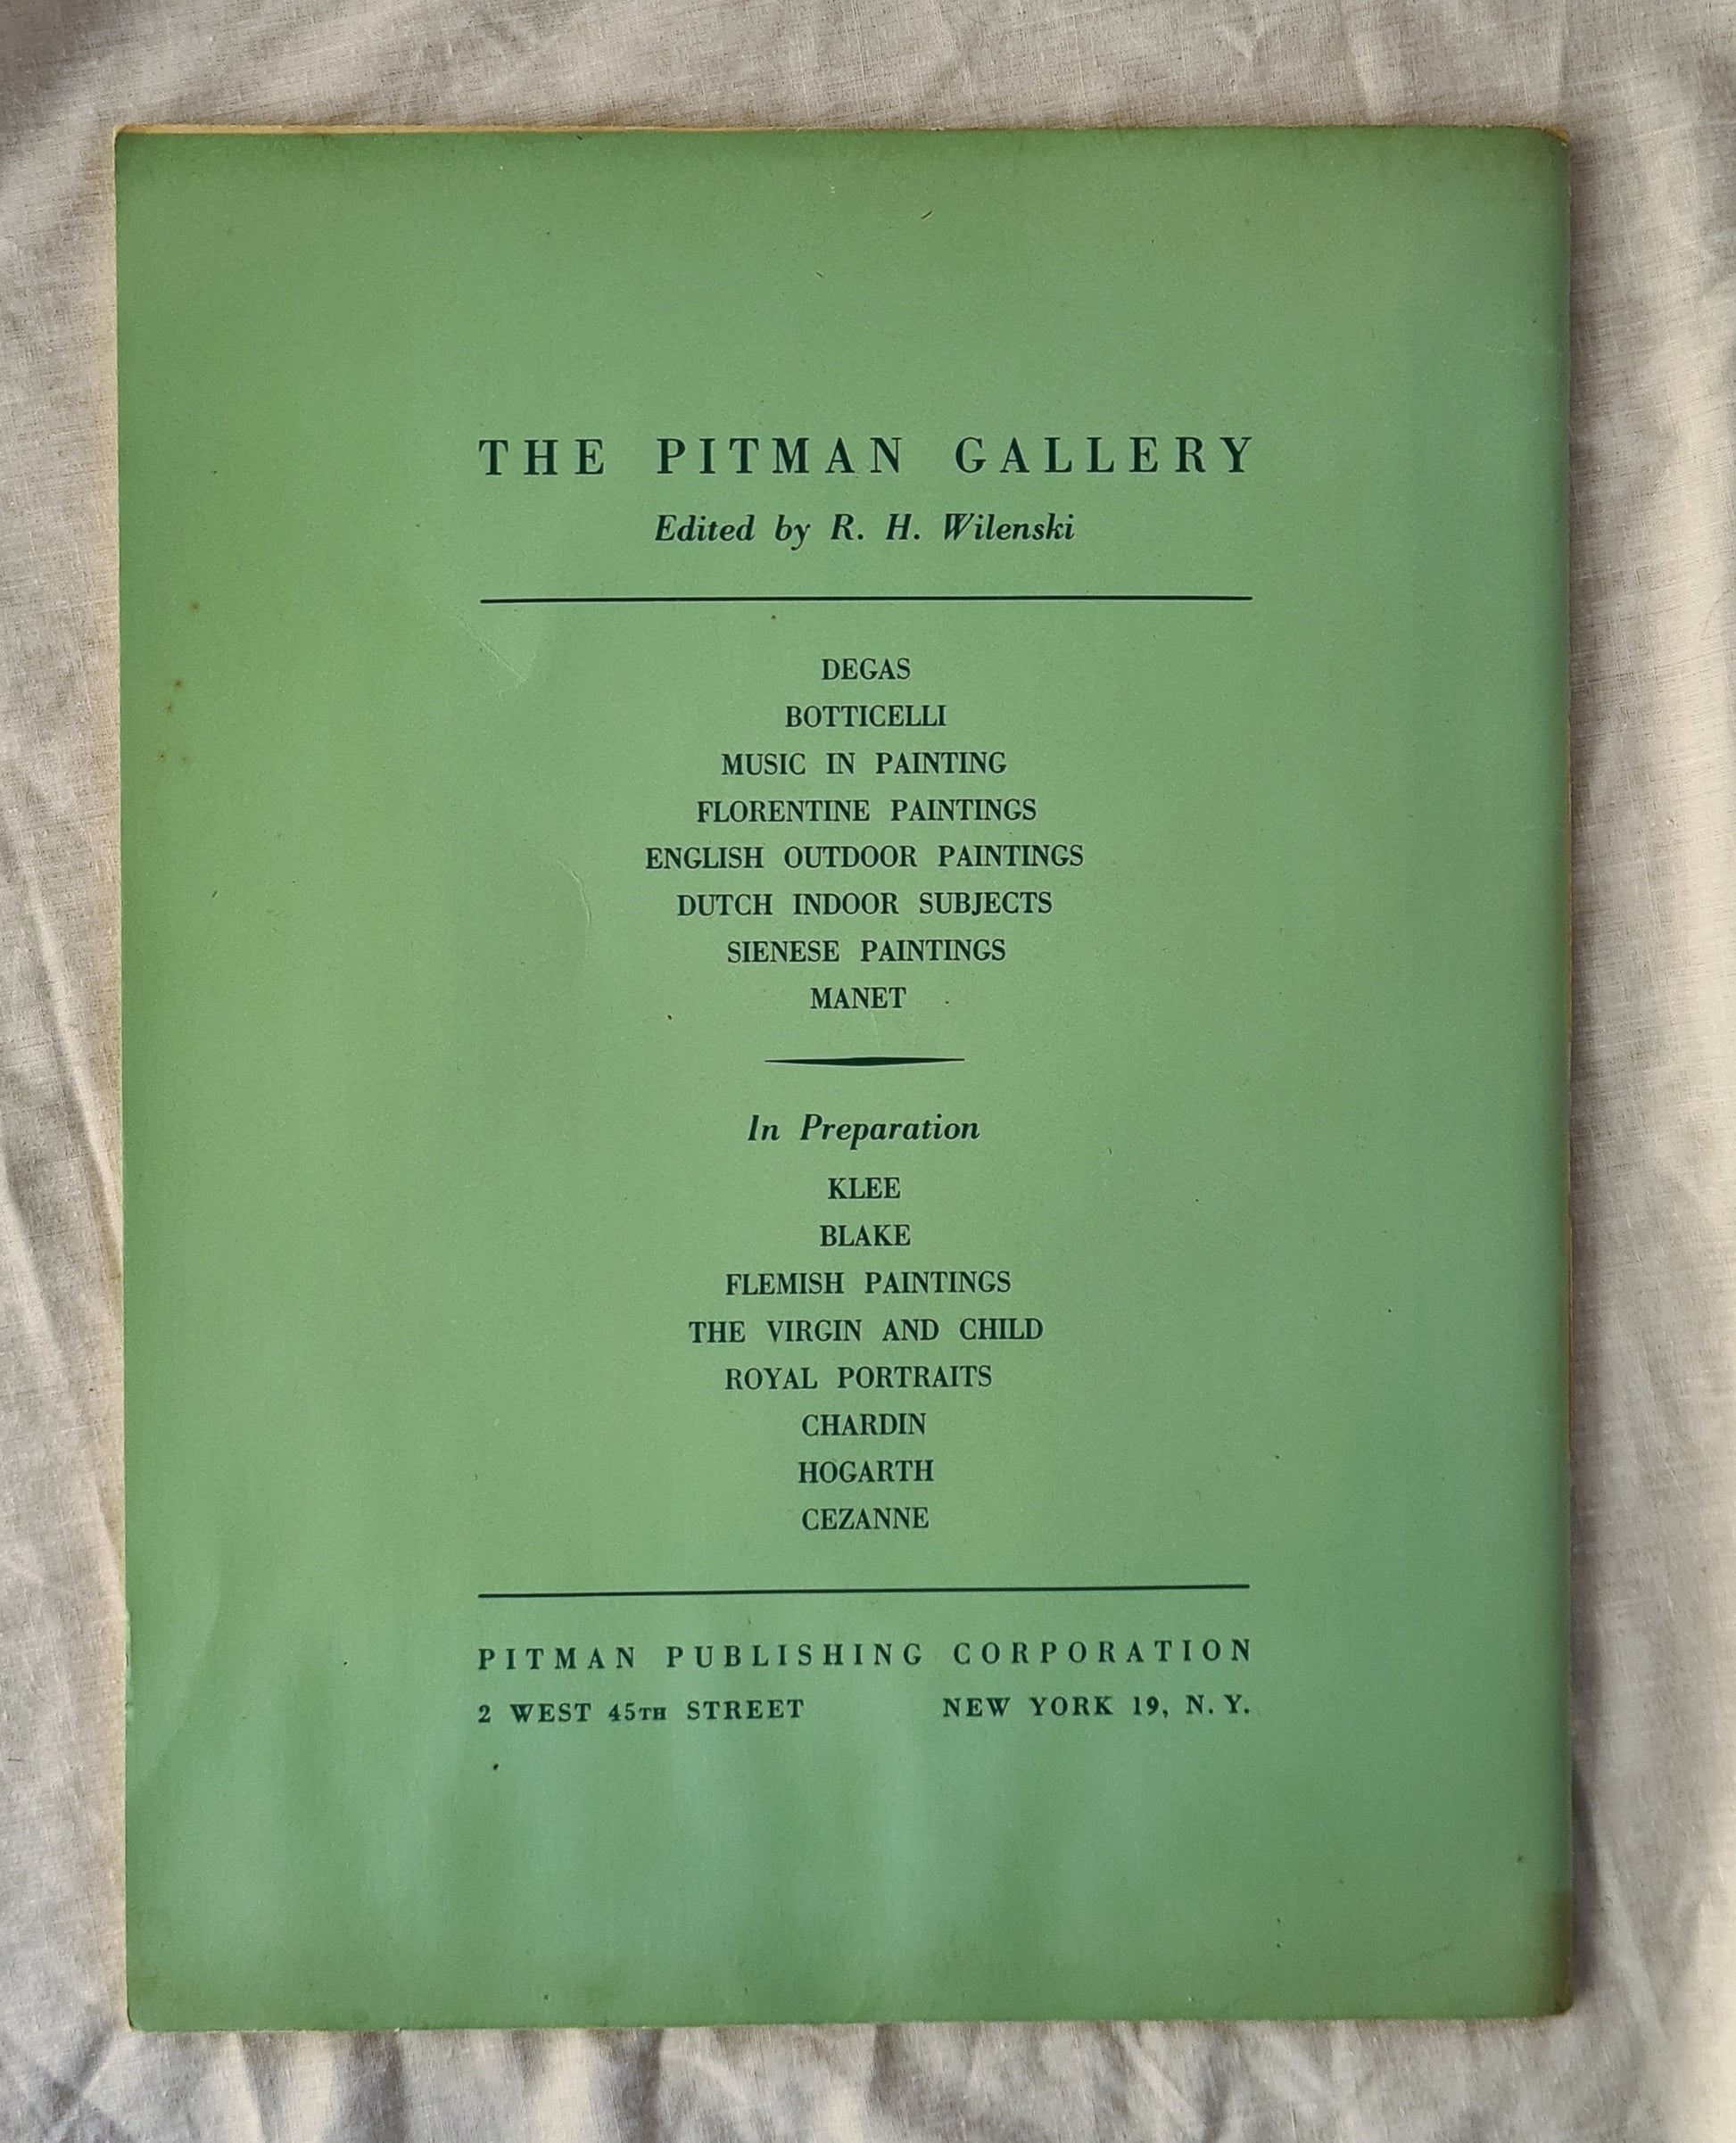 THE PITMAN GALLERY
Edited by R. H. Wilenski
DEGAS
BOTTICELLI
MUSIC IN PAINTING
FLORENTINE PAINTINGS
ENGLISH OUTDOOR PAINTINGS
DUTCH INDOOR SUBJECTS
SIENESE PAINTINGS
MANET
In Preparation
KLEE
BLAKE
FLEMISH PAINTINGS
THE VIRGIN AND CHILD
ROYAL PORTRAITS
CHARDIN
HOGARTH
CEZANNE
PITMAN PUBLISHING CORPORATION
2 WEST 45TH STREET NEW YORK 19, N. Y.